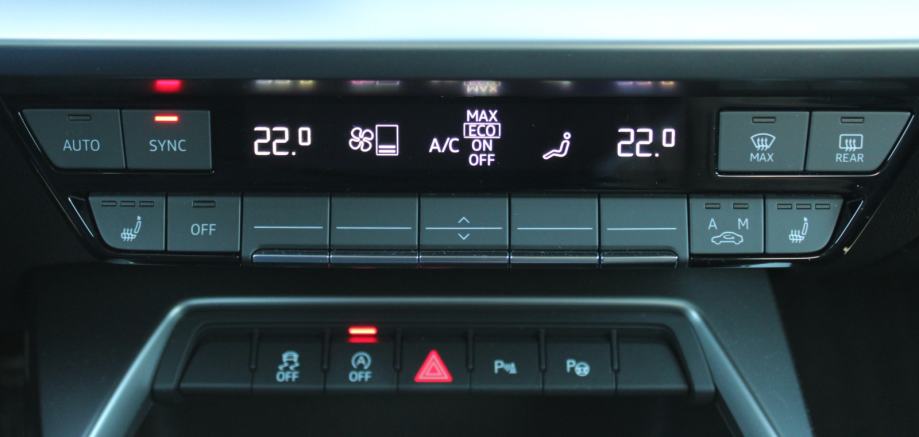 AUTO
SYNC
22.0
A/C
MAX
ECO
ON
OFF
22.0
MAX
REAR
OFF
A M
OFF
A
OFF
P
P